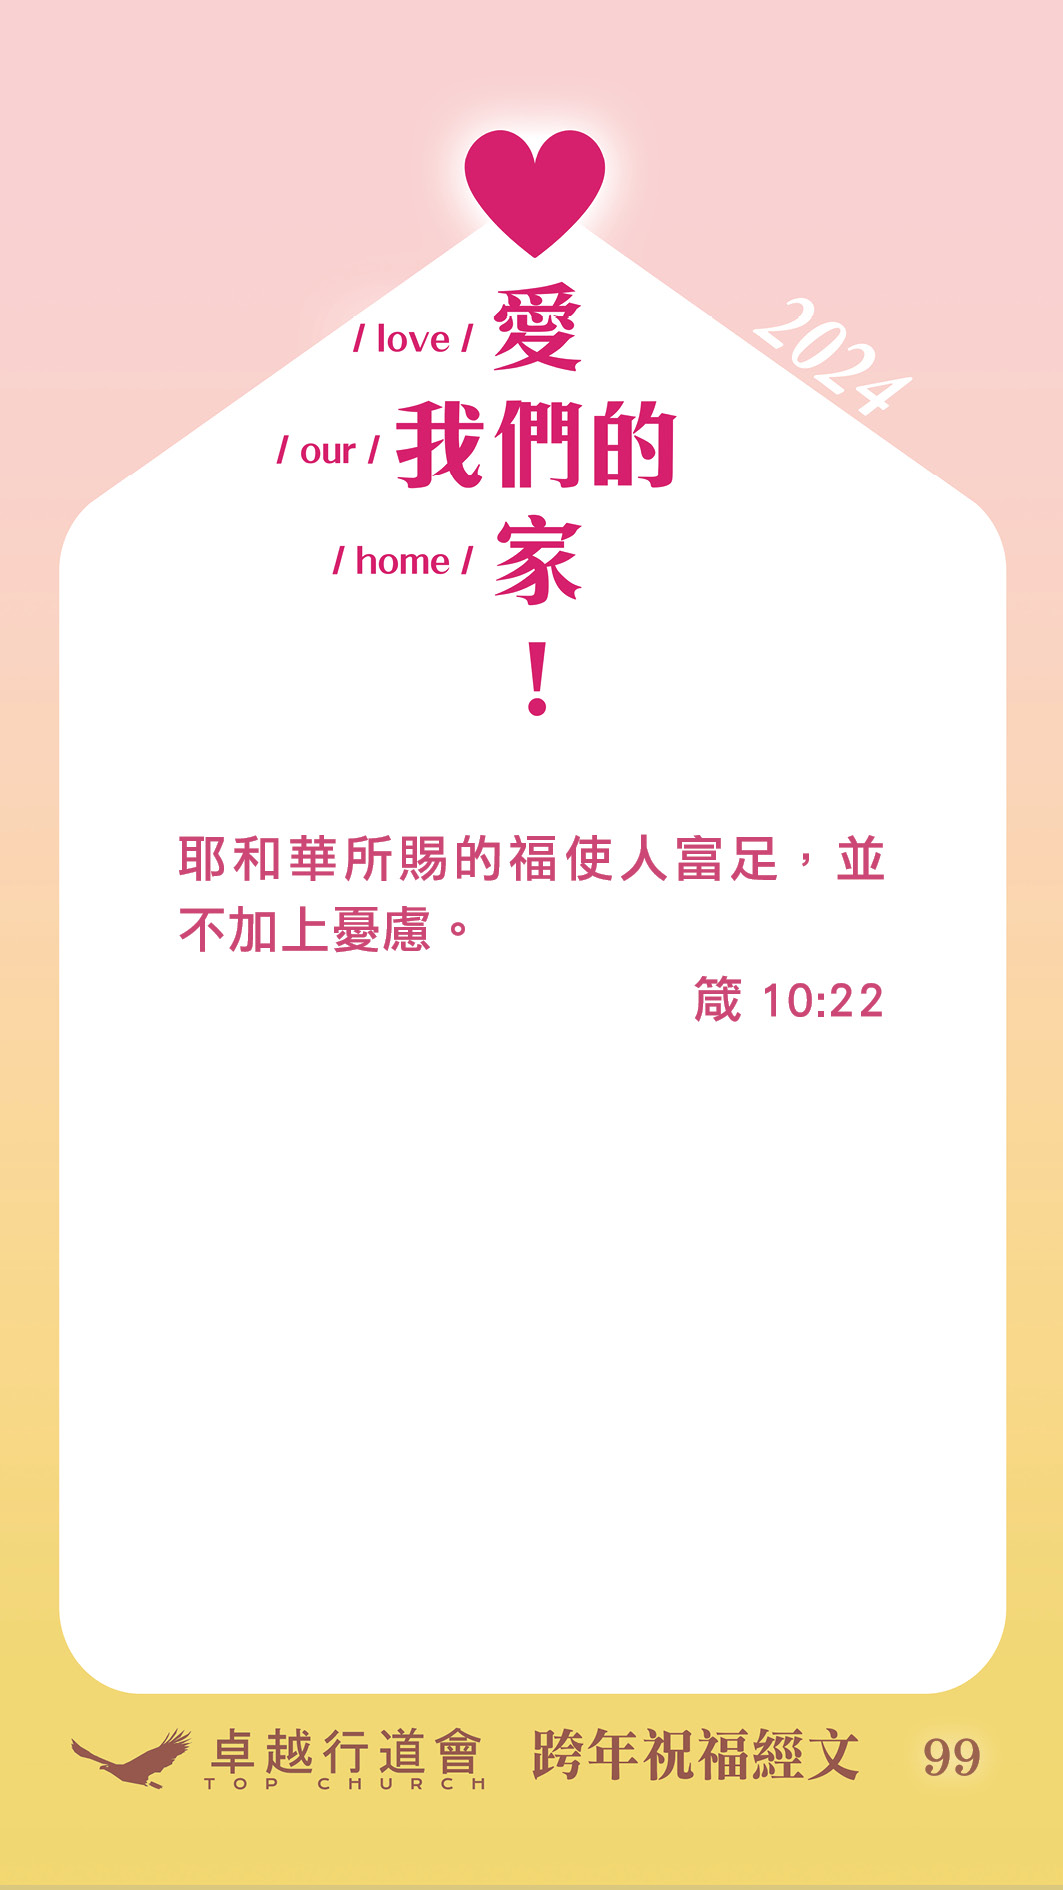 / love / 愛
2024
/ our / 我們的
/ home / 家
!
耶和華所賜的福使人富足，並
不加上憂慮。
箴 10:22
卓越行道會 跨年祝福經文 99
TOP CHURCH